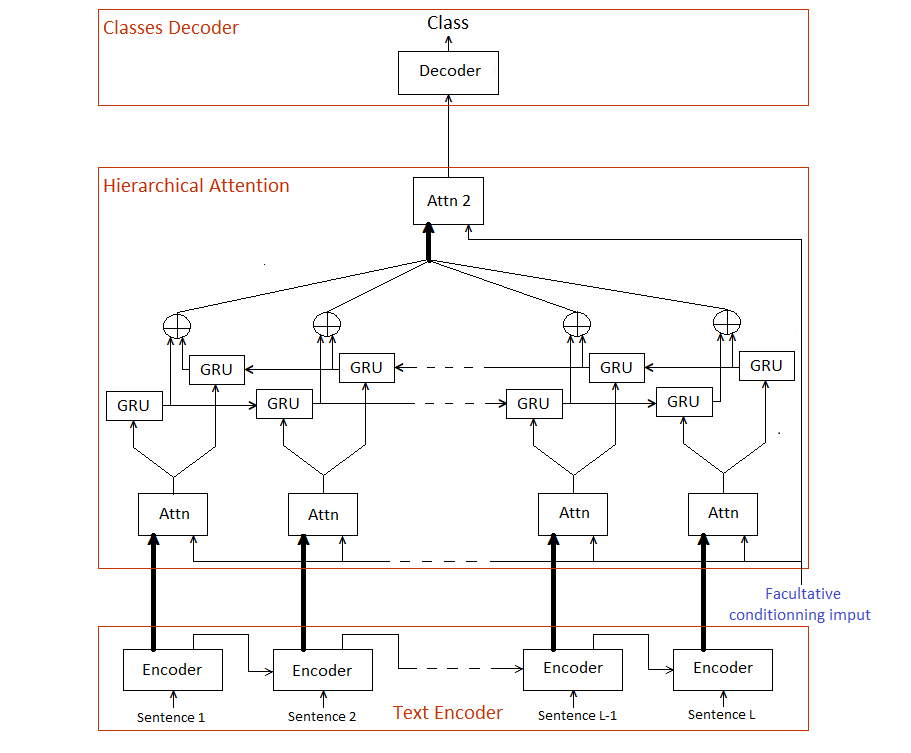 Classes Decoder
Class
Decoder
Hierarchical Attention
Attn 2
GRU
GRU
GRU
GRU
GRU
GRU
GRU
GRU
Attn
Attn
Attn
Attn
Facultative
conditionning imput
Encoder
Encoder
Encoder
Encoder
Sentence 1
Sentence 2
Text Encoder
Sentence L-1
Sentence L